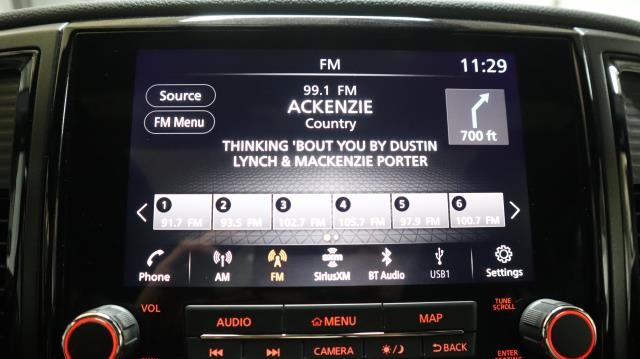 FM
11:29
Source
FM Menu
99.1 FM
ACKENZIE
Country
700 ft
THINKING 'BOUT YOU BY DUSTIN
LYNCH & MACKENZIE PORTER
1 2 3 4 5 6
91.7 FM 93.5 FM 102.7 FM 105.7 FM 97.9 FM 100.7 FM
Phone
AM
FM
SXM
SiriusXM
BT Audio
USB1
Settings
VOL
AUDIO
MENU
MAP
TUNE
SCROLL
CAMERA
BACK
ENTER